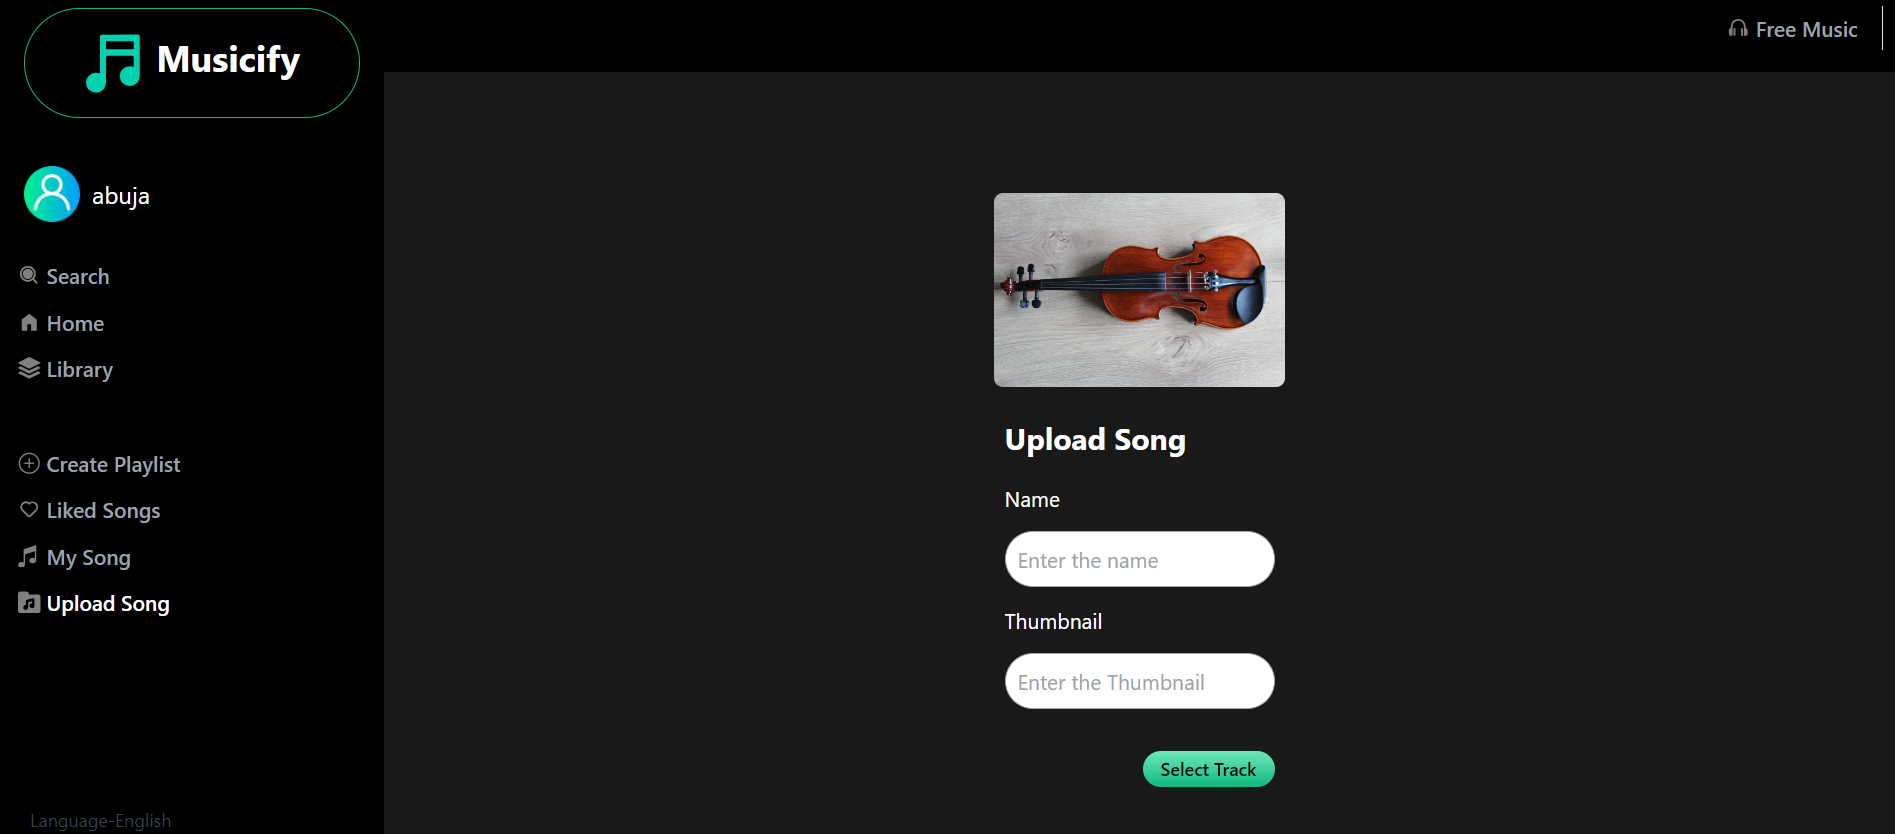 Musicify
Free Music
abuja
Search
Home
Library
Create Playlist
Liked Songs
My Song
Upload Song
Language-English
Upload Song
Name
Enter the name
Thumbnail
Enter the Thumbnail
Select Track